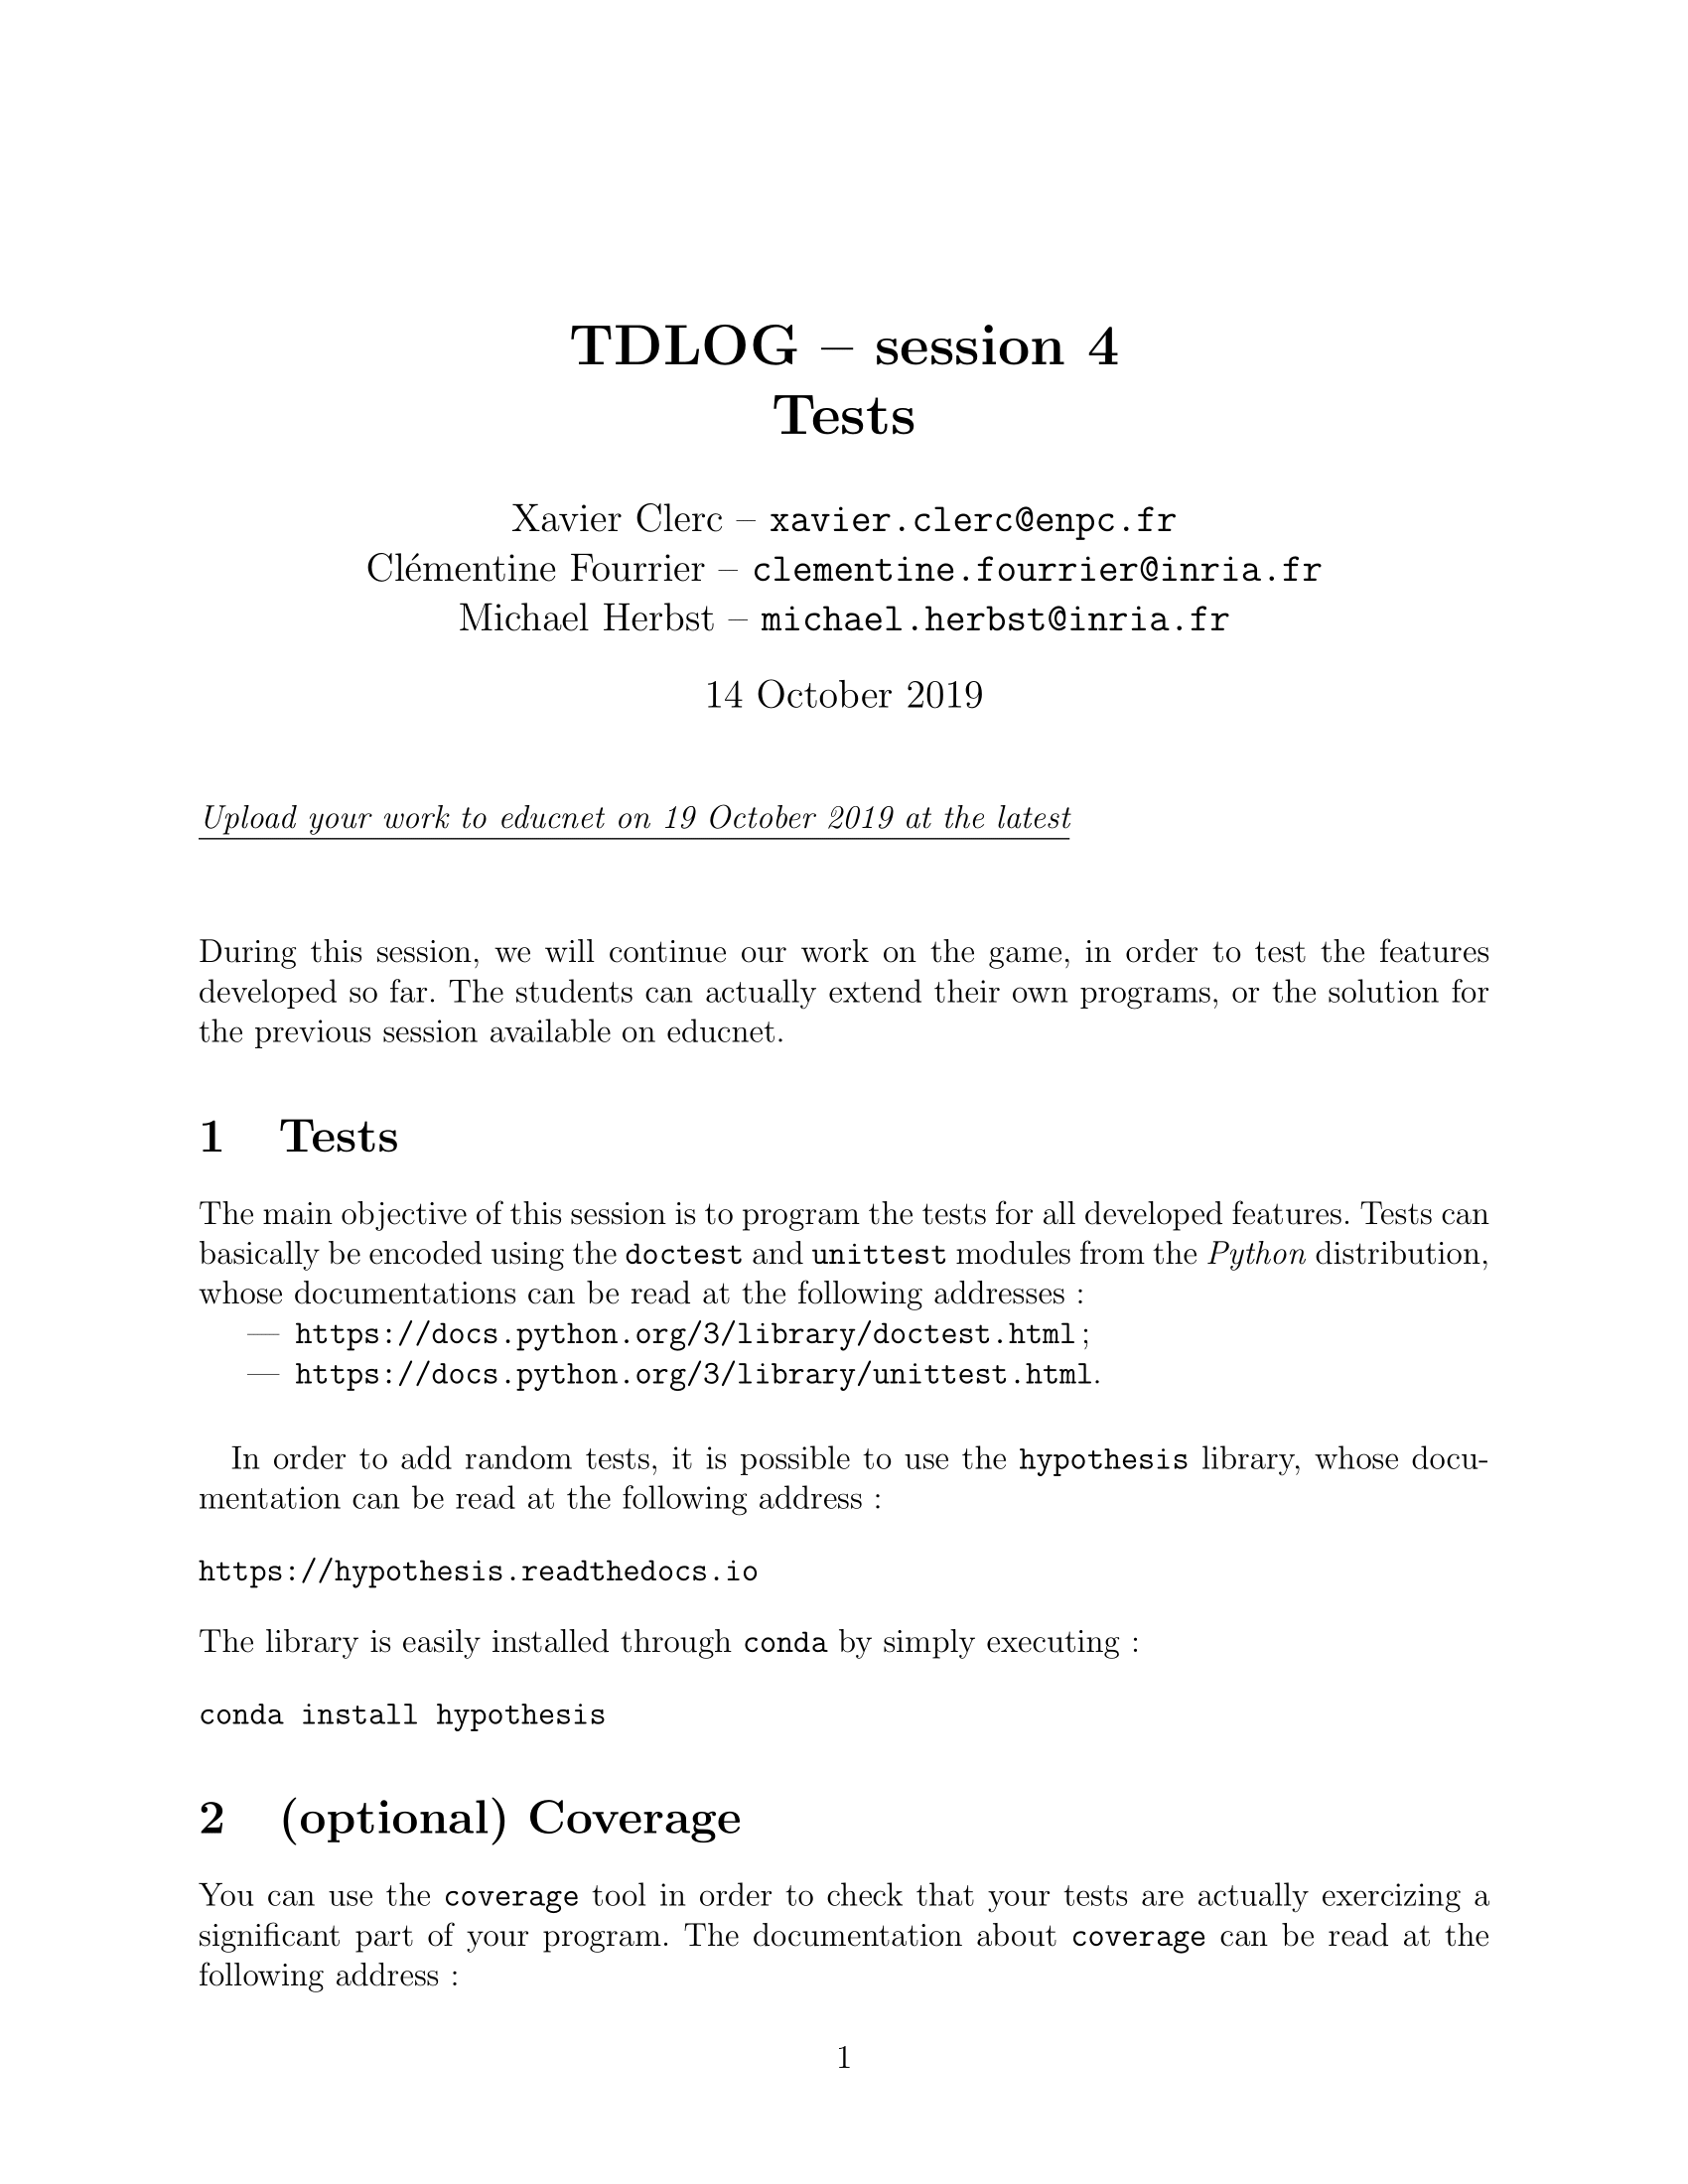 TDLOG – session 4
Tests
Xavier Clerc – xavier.clerc@enpc.fr
Clémentine Fourrier – clementine.fourrier@inria.fr
Michael Herbst – michael.herbst@inria.fr
14 October 2019
Upload your work to educnet on 19 October 2019 at the latest
During this session, we will continue our work on the game, in order to test the features
developed so far. The students can actually extend their own programs, or the solution for
the previous session available on educnet.
1 Tests
The main objective of this session is to program the tests for all developed features. Tests can
basically be encoded using the doctest and unittest modules from the Python distribution,
whose documentations can be read at the following addresses :
— https://docs.python.org/3/library/doctest.html ;
— https://docs.python.org/3/library/unittest.html.
In order to add random tests, it is possible to use the hypothesis library, whose docu-
mentation can be read at the following address :
https://hypothesis.readthedocs.io
The library is easily installed through conda by simply executing :
conda install hypothesis
2 (optional) Coverage
You can use the coverage tool in order to check that your tests are actually exercizing a
significant part of your program. The documentation about coverage can be read at the
following address :
1